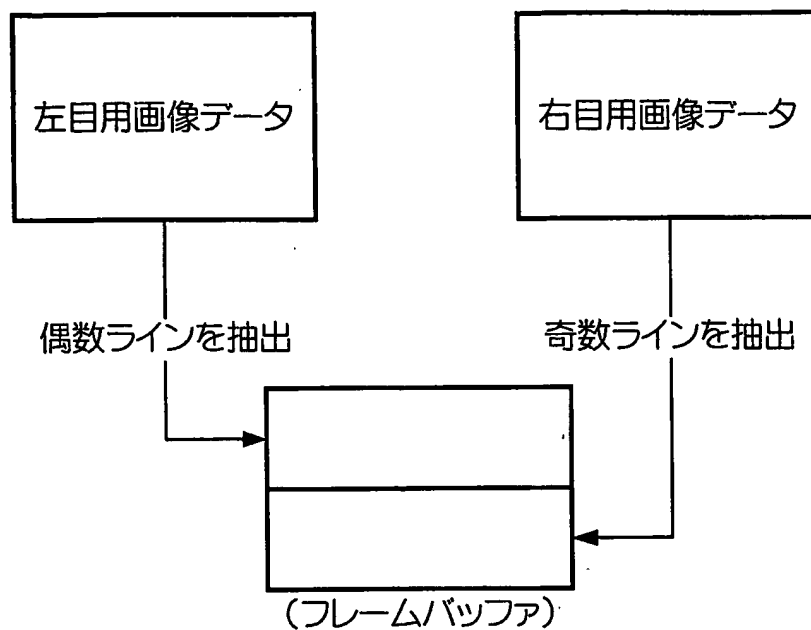 左目用画像データ
右目用画像データ
偶数ラインを抽出
奇数ラインを抽出
(フレームバッファ)